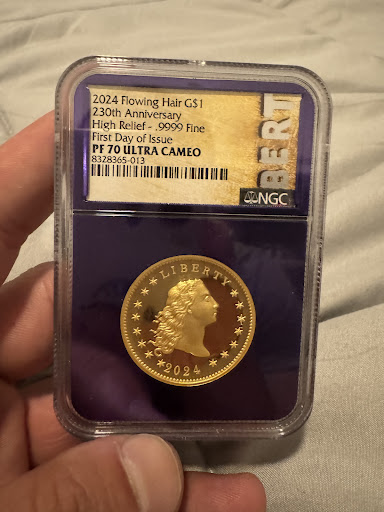 2024 Flowing Hair G$1
230th Anniversary
High Relief - .9999 Fine
First Day of Issue
PF 70 ULTRA CAMEO
8328365-013
NGC
LIBERTY
2024